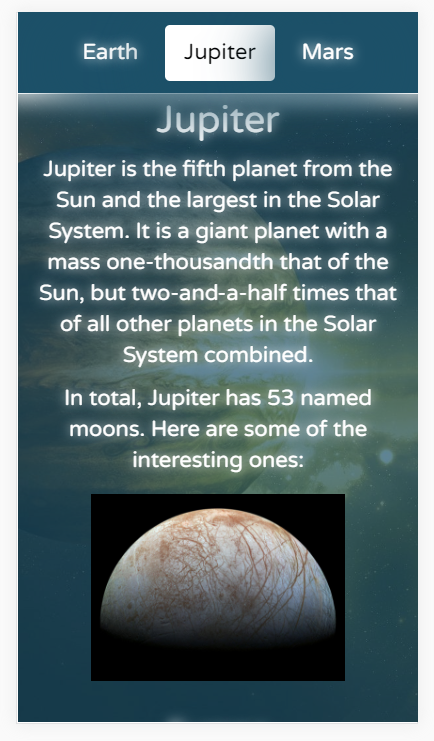 Earth Jupiter Mars
Jupiter
Jupiter is the fifth planet from the
Sun and the largest in the Solar
System. It is a giant planet with a
mass one-thousandth that of the
Sun, but two-and-a-half times that
of all other planets in the Solar
System combined.
In total, Jupiter has 53 named
moons. Here are some of the
interesting ones: